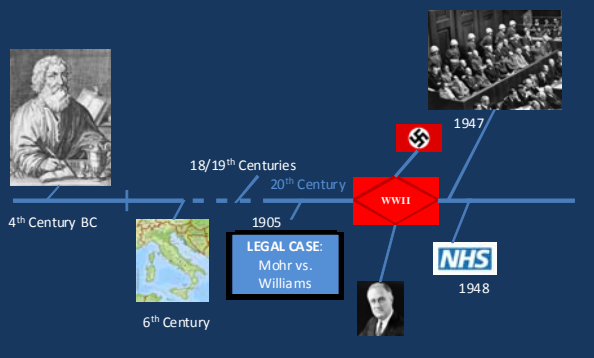 1947
18/19th Centuries
20th Century
WWII
4th Century BC
1905
LEGAL CASE:
Mohr vs.
Williams
NHS
1948
6th Century